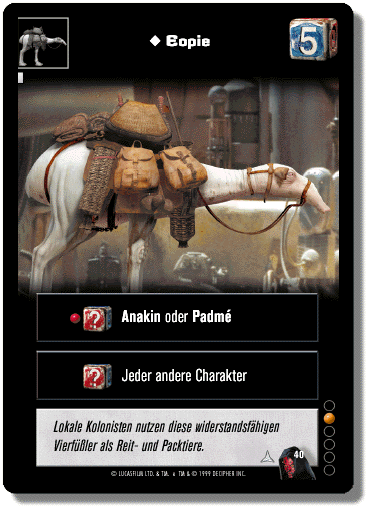 ◆ Eopie
5
? Anakin oder Padmé
? Jeder andere Charakter
Lokale Kolonisten nutzen diese widerstandsfähigen
Vierfüßler als Reit- und Packtiere.
40
© LUCASFILM LTD. & TM. ® TM & © 1999 DECIPHER INC.